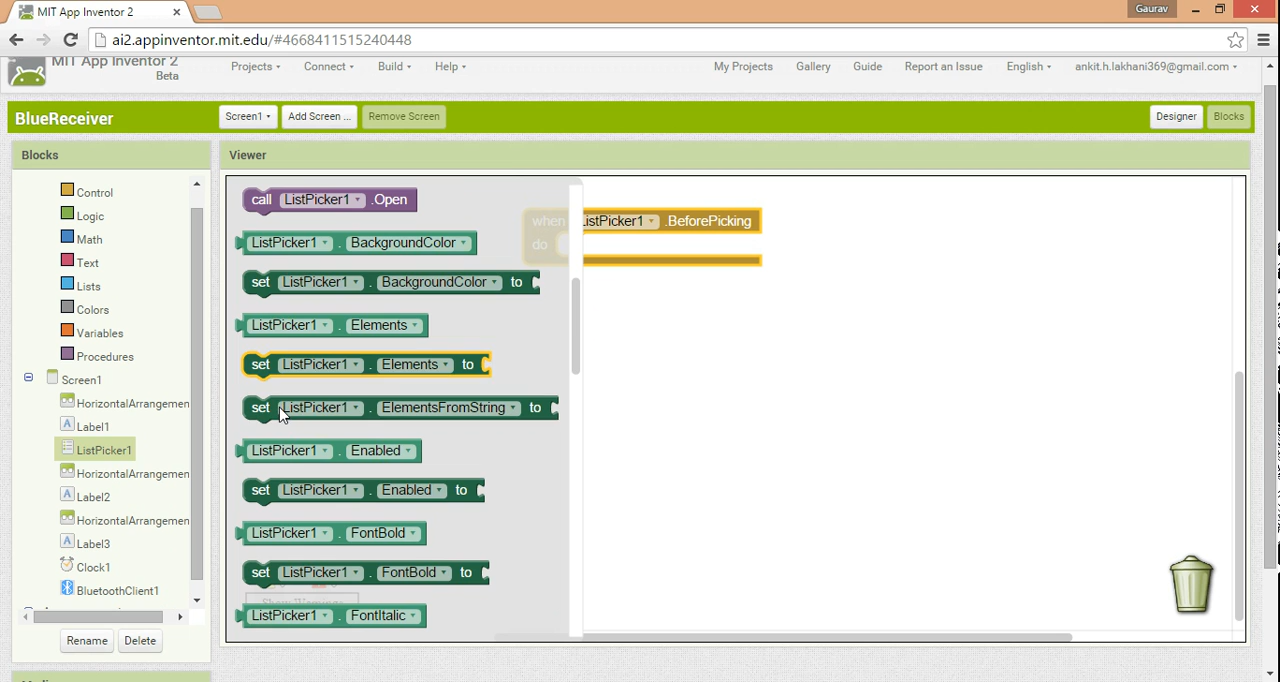 Gaurav
MIT App Inventor 2
ai2.appinventor.mit.edu/#4668411515240448
MIT App Inventor 2
Beta
Projects Connect Build Help My Projects Gallery Guide Report an Issue English ankit.h.lakhani369@gmail.com
BlueReceiver Screen1 Add Screen ... Remove Screen Designer Blocks
Blocks Viewer
Control
Logic
Math
Text
Lists
Colors
Variables
Procedures
Screen1
HorizontalArrangemen
Label1
ListPicker1
HorizontalArrangemen
Label2
HorizontalArrangemen
Label3
Clock1
BluetoothClient1
Rename Delete
call ListPicker1 .Open
ListPicker1 . BackgroundColor
set ListPicker1 . BackgroundColor to
ListPicker1 . Elements
set ListPicker1 . Elements to
set ListPicker1 . ElementsFromString to
ListPicker1 . Enabled
set ListPicker1 . Enabled to
ListPicker1 . FontBold
set ListPicker1 . FontBold to
ListPicker1 . FontItalic
when ListPicker1 .BeforePicking
do
Show Warnings